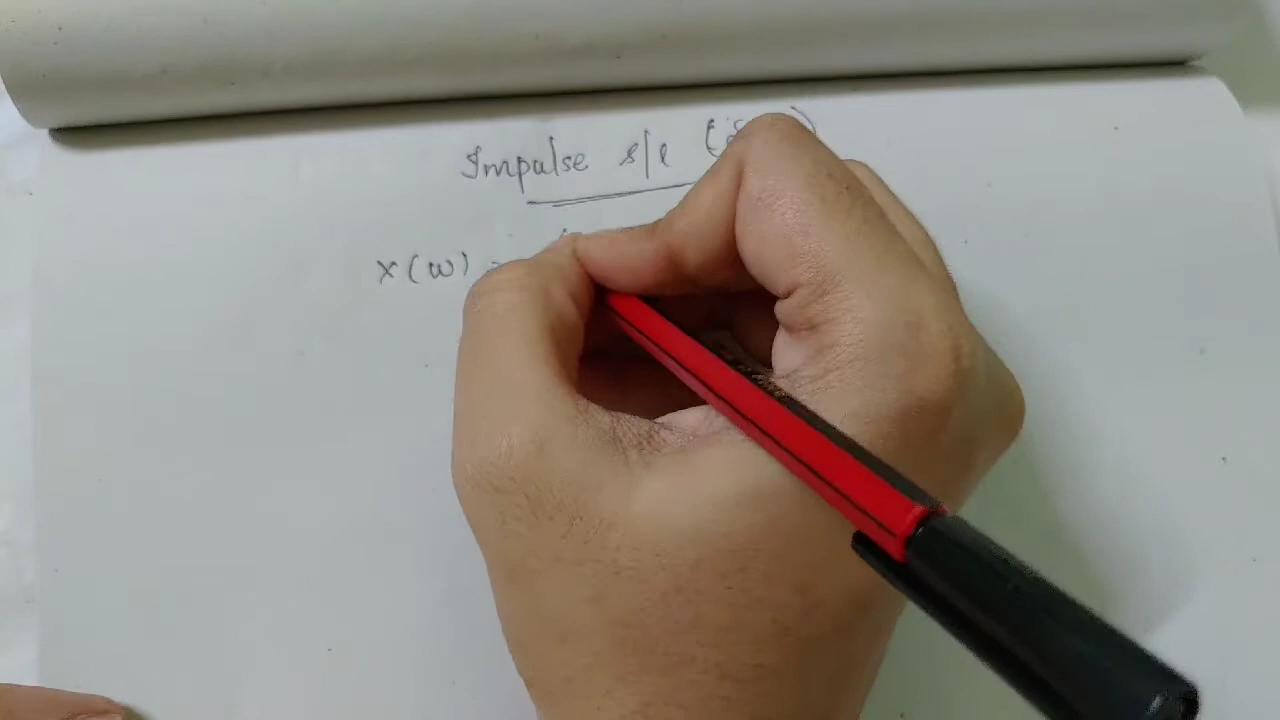 Impulse s/l (
X(w) =